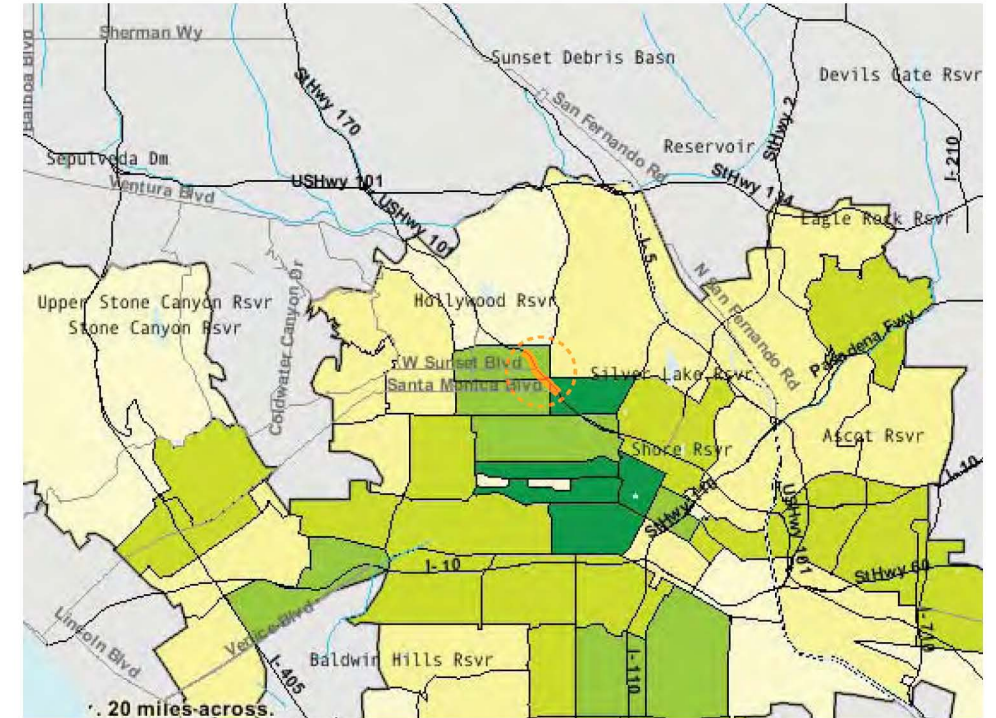 Sherman Wy
Balboa Blvd
StHwy 170
Sunset Debris Basn
Devils Gate Rsvr
San Fernando Rd
StHwy 2
Reservoir
I- 210
Sepulveda Dm
Ventura Blvd
USHwy 101
StHwy 134
USHwy 101
Eagle Rock Rsvr
I- 5
N San Fernando Rd
Coldwater Canyon Dr
Upper Stone Canyon Rsvr
Stone Canyon Rsvr
Hollywood Rsvr
Pasadena Fwy
W Sunset Blvd
Santa Monica Blvd
Silver Lake Rsvr
Shore Rsvr
Ascot Rsvr
I- 10
StHwy 110
USHwy 101
I- 10
StHwy 60
Lincoln Blvd
Venice Blvd
I- 405
Baldwin Hills Rsvr
I- 110
I- 710
. 20 miles across.